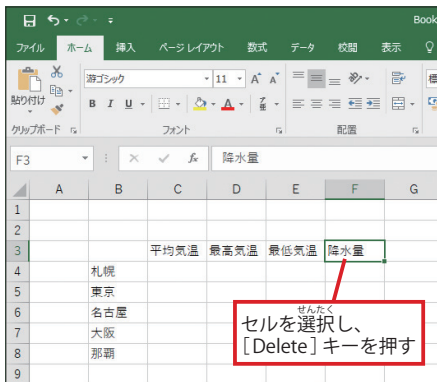 Book
ファイル ホーム 挿入 ページ レイアウト 数式 データ 校閲 表示
貼り付け
游ゴシック 11 A A
B I U A
クリップボード フォント 配置
標
F3 fx 降水量
A B C D E F G
1
2
3 平均気温 最高気温 最低気温 降水量
4 札幌
5 東京
6 名古屋
7 大阪
8 那覇
9
せんたく
セルを選択し、
[Delete]キーを押す